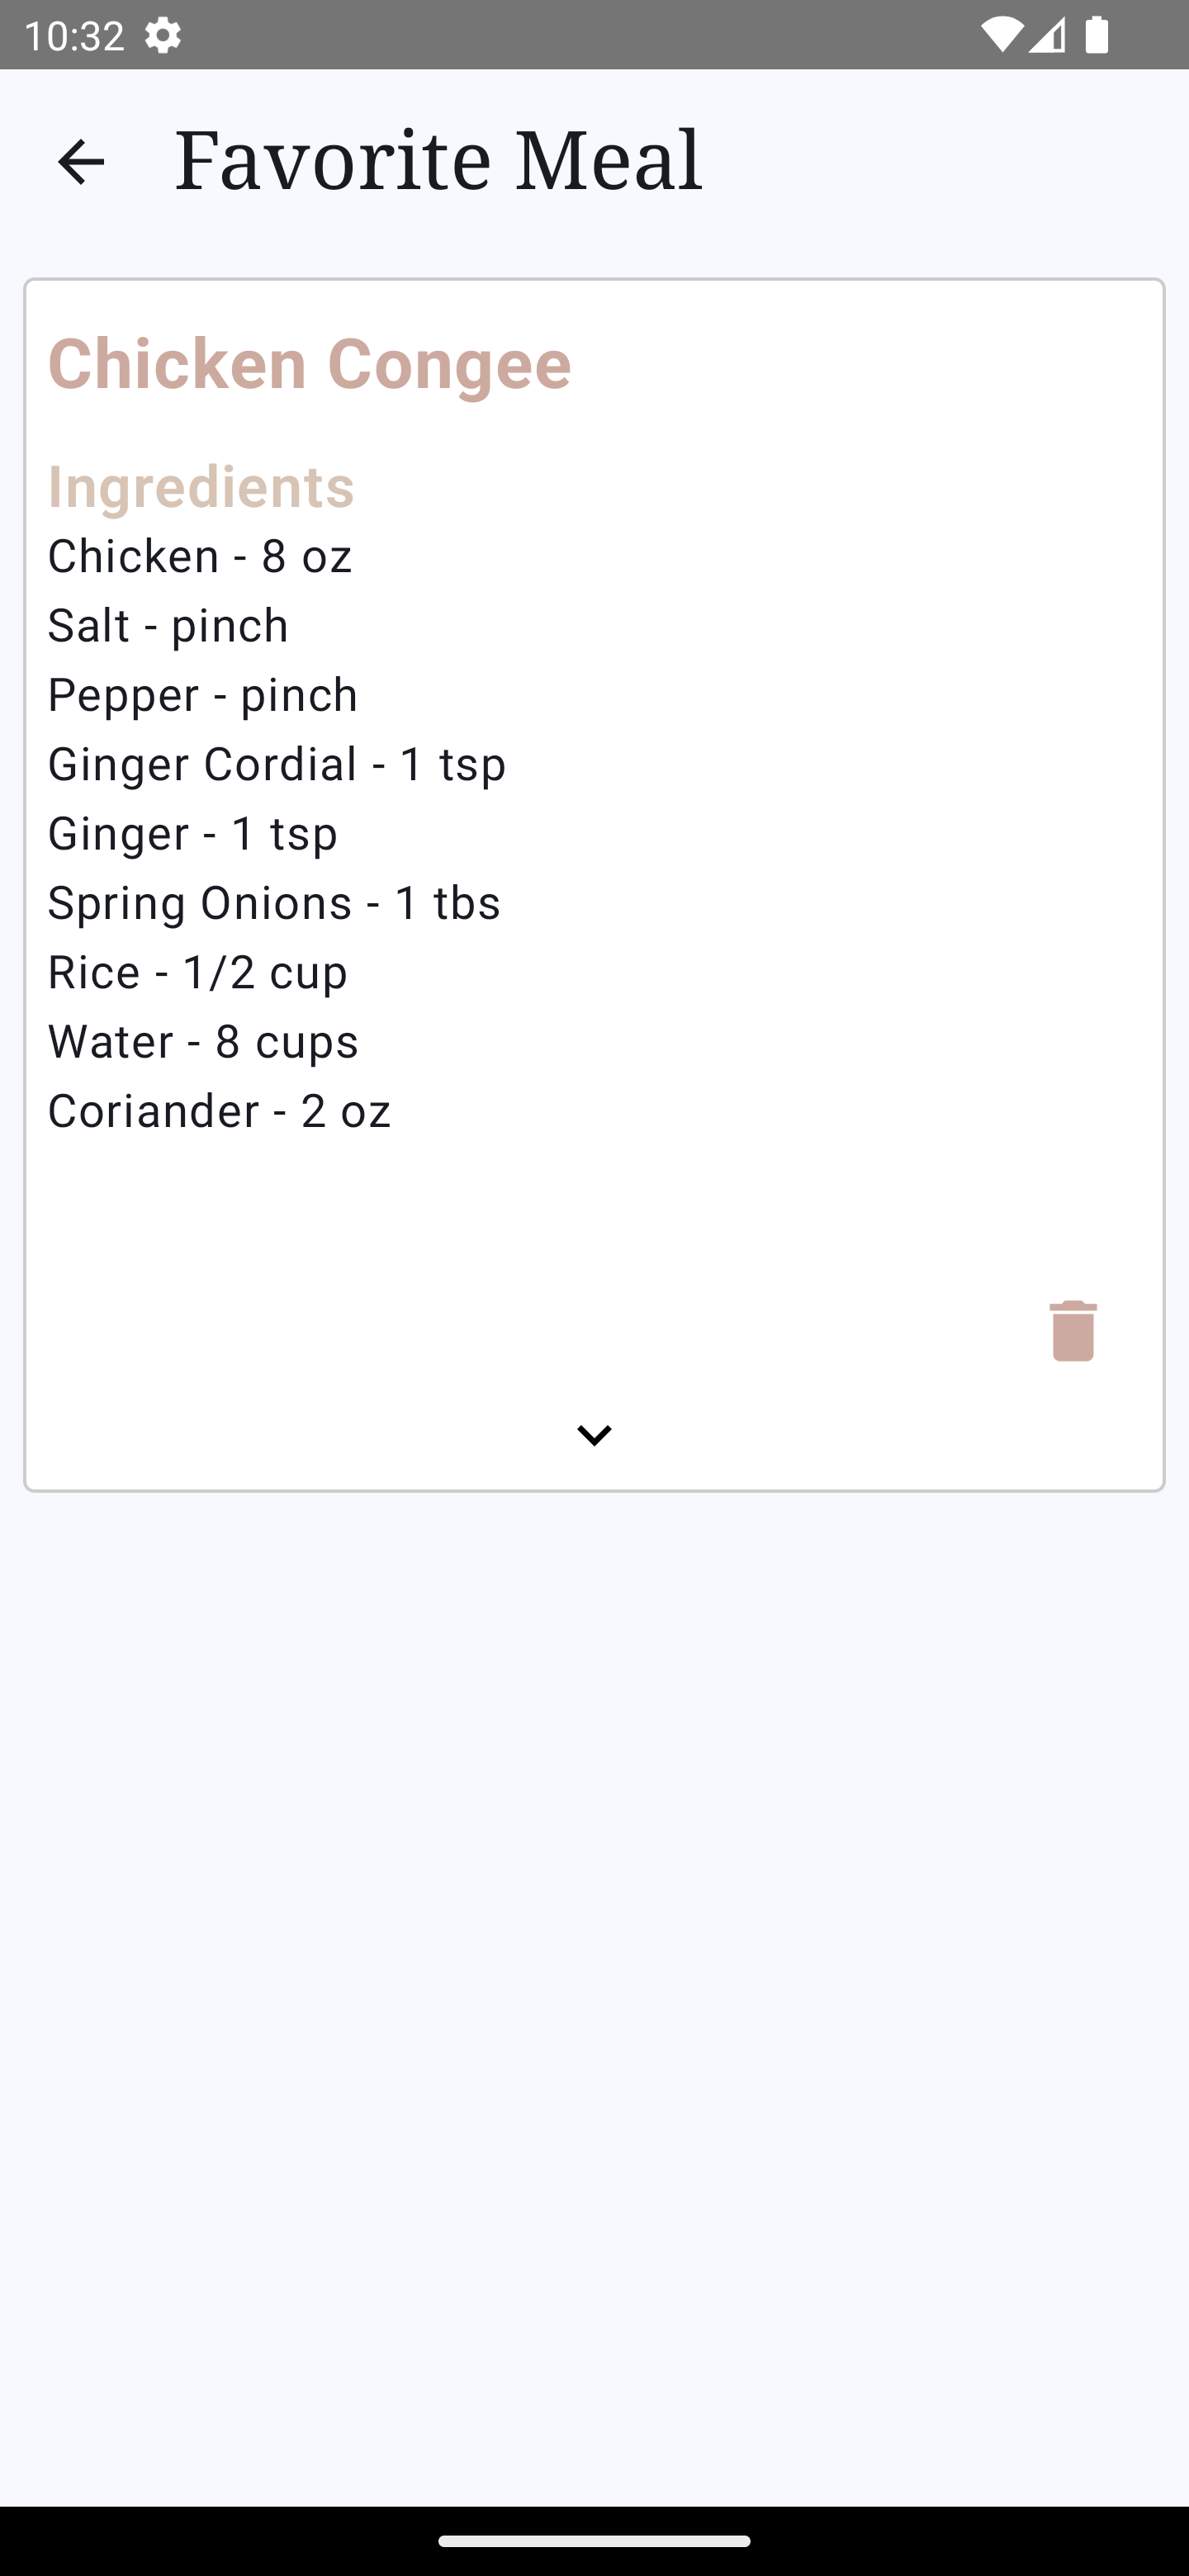 10:32
Favorite Meal
Chicken Congee
Ingredients
Chicken - 8 oz
Salt - pinch
Pepper - pinch
Ginger Cordial - 1 tsp
Ginger - 1 tsp
Spring Onions - 1 tbs
Rice - 1/2 cup
Water - 8 cups
Coriander - 2 oz